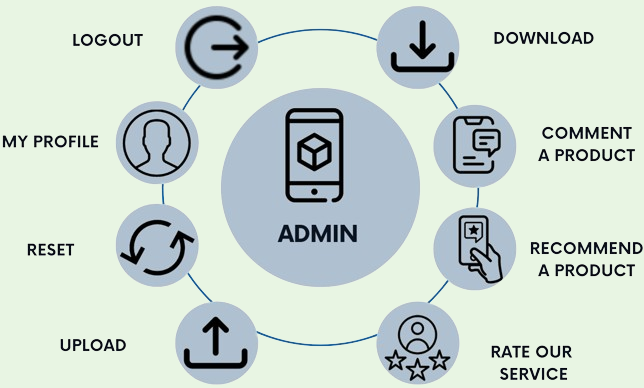 LOGOUT
DOWNLOAD
MY PROFILE
COMMENT
A PRODUCT
ADMIN
RESET
RECOMMEND
A PRODUCT
UPLOAD
RATE OUR
SERVICE